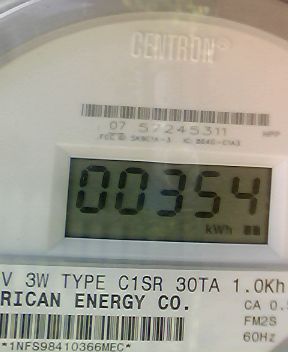 CENTRON
07 57245311
00354
kWh
V 3W TYPE C1SR 30TA 1.0Kh
RICAN ENERGY CO.
CA 0.5
FM2S
60Hz
*1NFS98410366MEC*